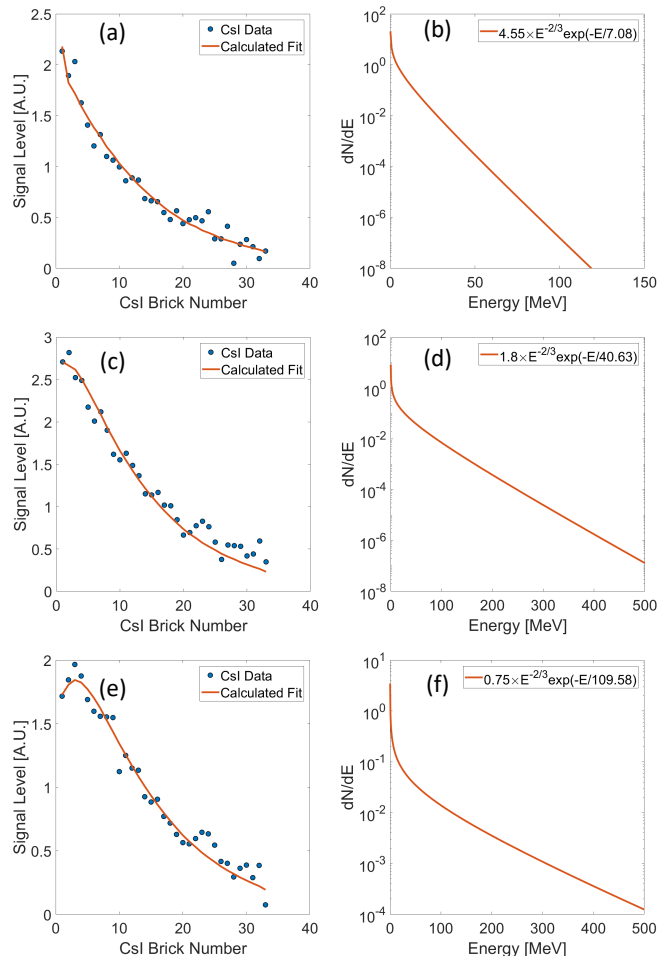 (a)
CsI Data
Calculated Fit
Signal Level [A.U.]
2.5
2
1.5
1
0.5
0
0 10 20 30 40
CsI Brick Number
(b)
4.55×E^-2/3exp(-E/7.08)
dN/dE
10^2
10^0
10^-2
10^-4
10^-6
10^-8
0 50 100 150
Energy [MeV]
(c)
CsI Data
Calculated Fit
Signal Level [A.U.]
3
2.5
2
1.5
1
0.5
0
0 10 20 30 40
CsI Brick Number
(d)
1.8×E^-2/3exp(-E/40.63)
dN/dE
10^2
10^0
10^-2
10^-4
10^-6
10^-8
0 100 200 300 400 500
Energy [MeV]
(e)
CsI Data
Calculated Fit
Signal Level [A.U.]
2
1.5
1
0.5
0
0 10 20 30 40
CsI Brick Number
(f)
0.75×E^-2/3exp(-E/109.58)
dN/dE
10^1
10^0
10^-1
10^-2
10^-3
10^-4
0 100 200 300 400 500
Energy [MeV]